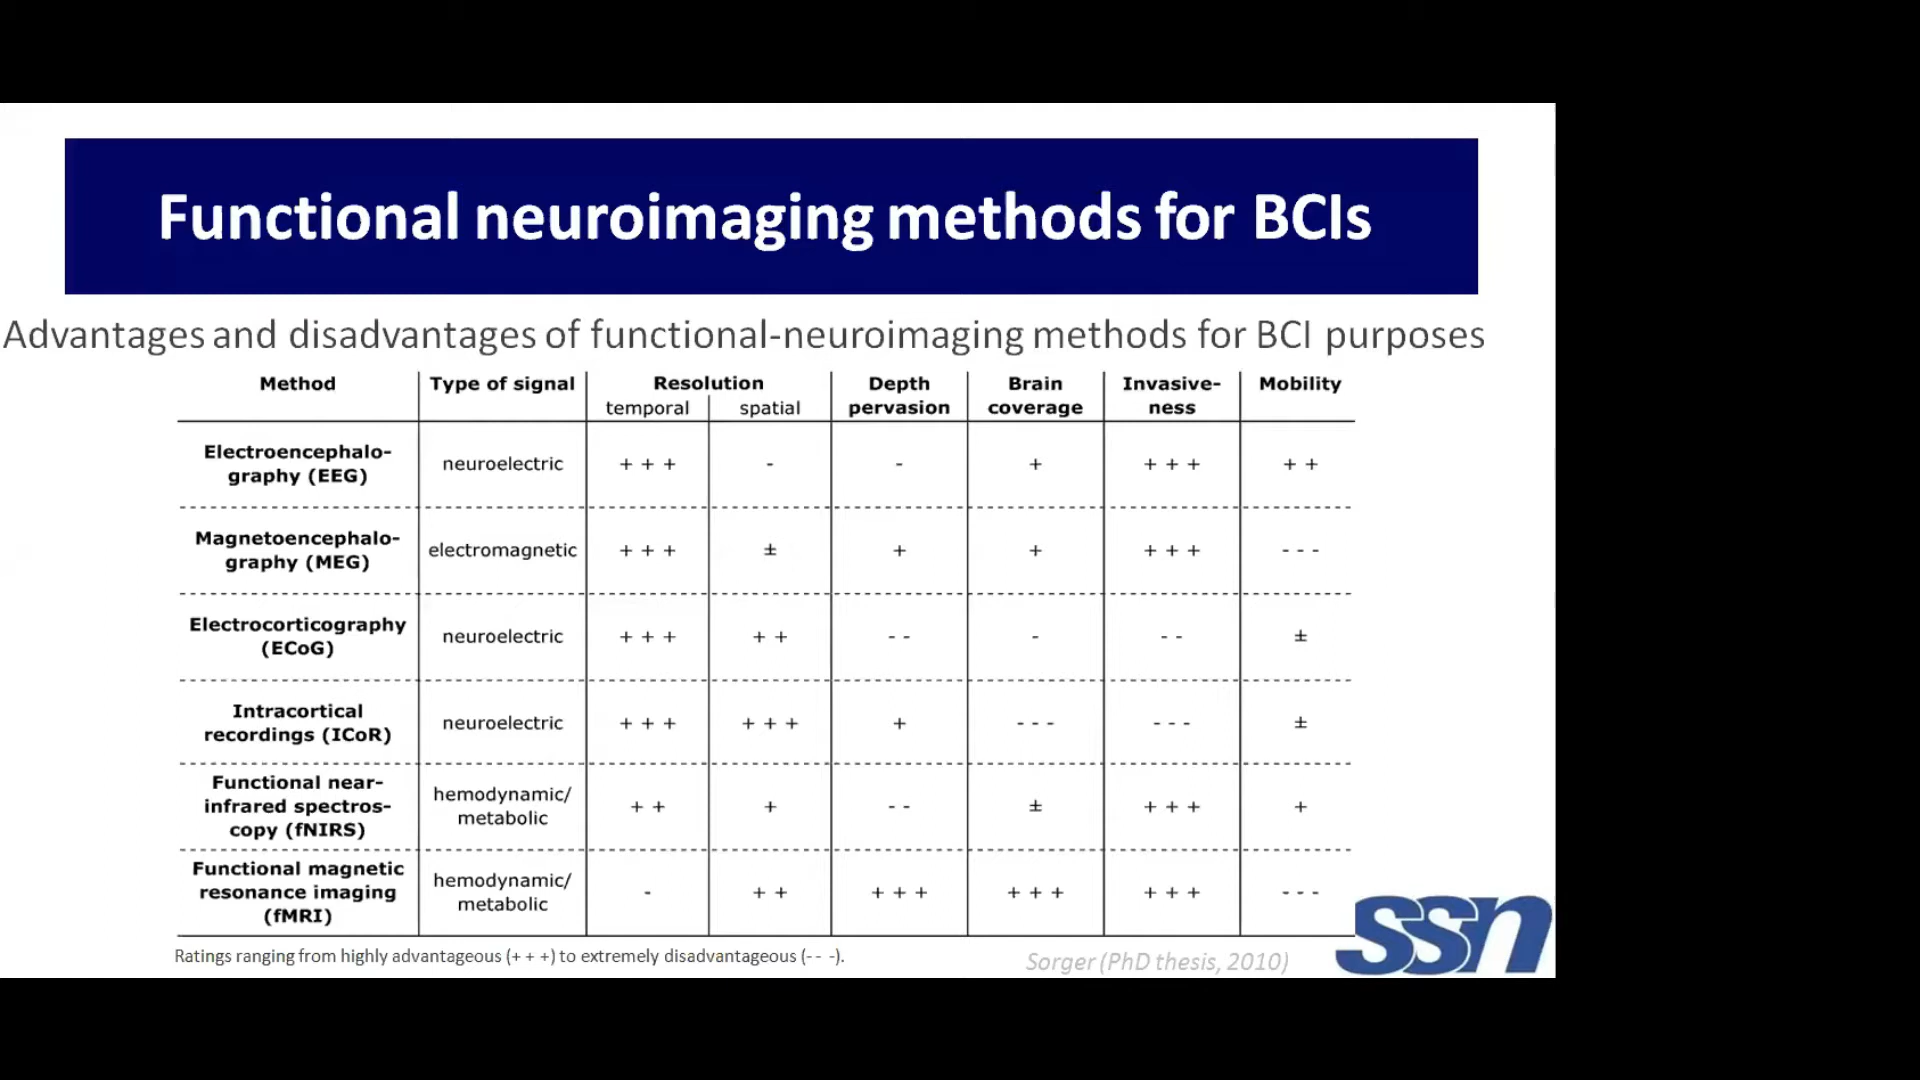 Functional neuroimaging methods for BCIs
Advantages and disadvantages of functional-neuroimaging methods for BCI purposes
Method Type of signal Resolution Depth Brain Invasive- Mobility
temporal spatial pervasion coverage ness
Electroencephalo-
graphy (EEG) neuroelectric + + + - - + + + + + +
Magnetoencephalo-
graphy (MEG) electromagnetic + + + ± + + + + + - - -
Electrocorticography
(ECoG) neuroelectric + + + + + - - - - - ±
Intracortical
recordings (ICoR) neuroelectric + + + + + + + - - - - - - ±
Functional near-
infrared spectros-
copy (fNIRS) hemodynamic/
metabolic + + + - - ± + + + +
Functional magnetic
resonance imaging
(fMRI) hemodynamic/
metabolic - + + + + + + + + + + + - - -
Ratings ranging from highly advantageous (+ + +) to extremely disadvantageous (- - -).
Sorger (PhD thesis, 2010)
ssn